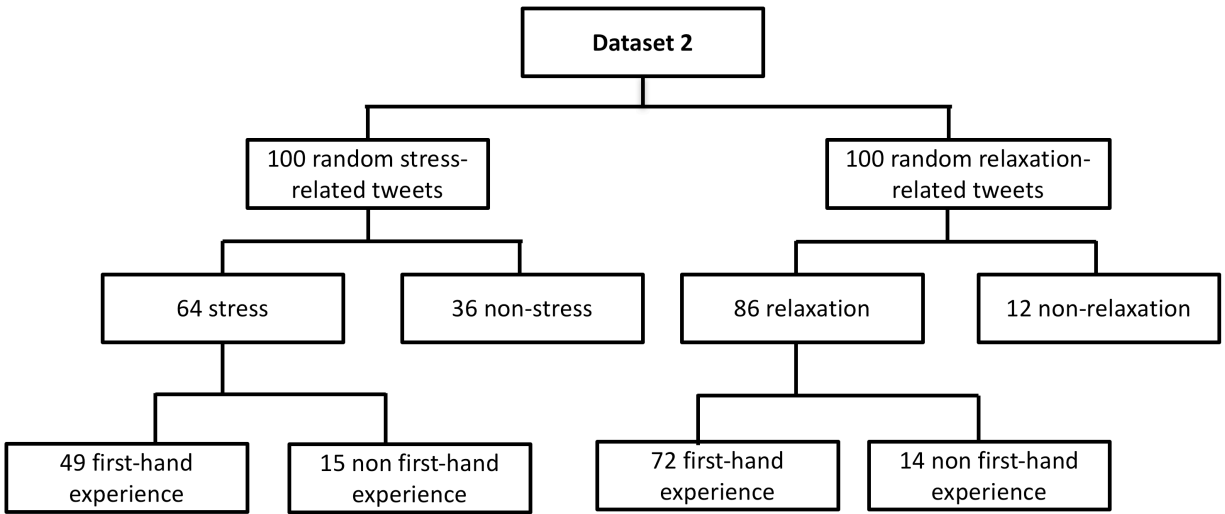 Dataset 2
100 random stress-
related tweets
100 random relaxation-
related tweets
64 stress
36 non-stress
86 relaxation
12 non-relaxation
49 first-hand
experience
15 non first-hand
experience
72 first-hand
experience
14 non first-hand
experience